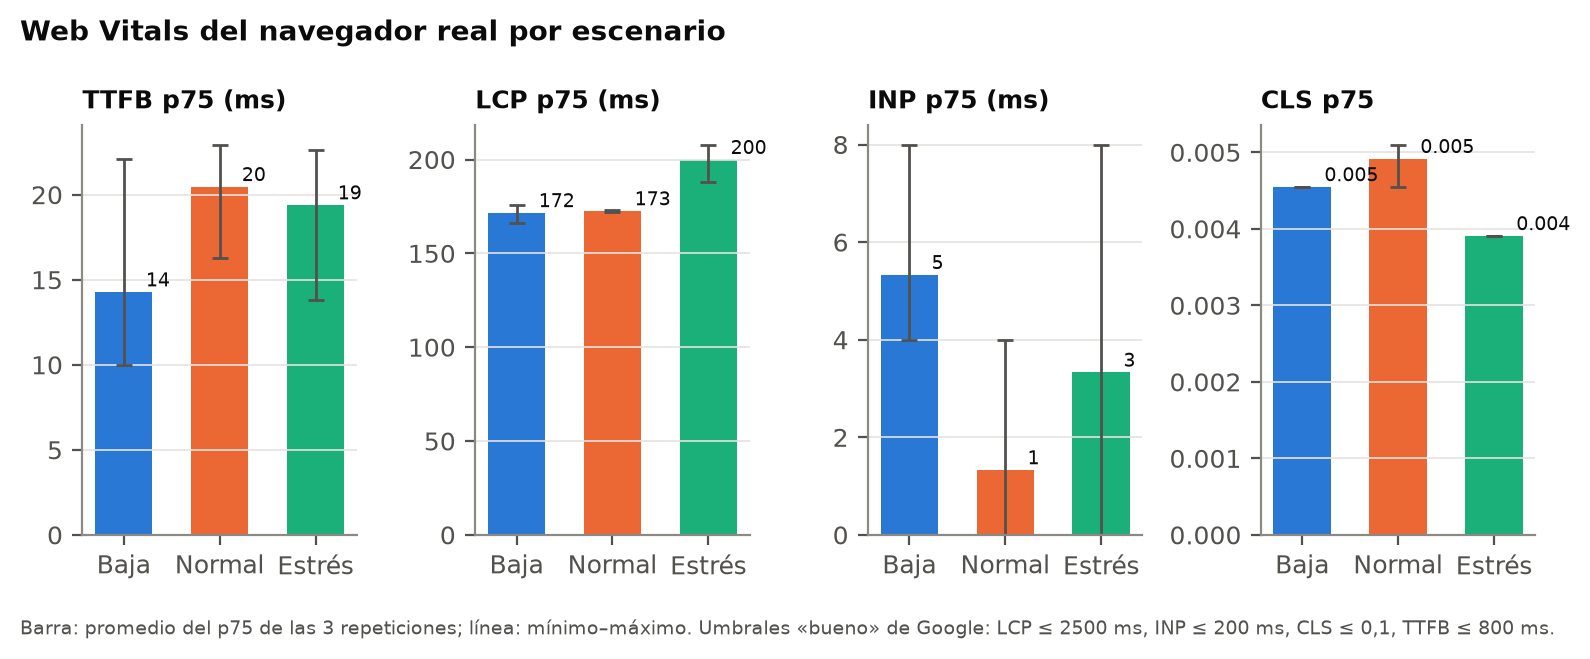 Web Vitals del navegador real por escenario
TTFB p75 (ms)
20
15
10
5
0
14
20
19
Baja
Normal
Estrés
LCP p75 (ms)
200
150
100
50
0
172
173
200
Baja
Normal
Estrés
INP p75 (ms)
8
6
4
2
0
5
1
3
Baja
Normal
Estrés
CLS p75
0.005
0.004
0.003
0.002
0.001
0.000
0.005
0.005
0.004
Baja
Normal
Estrés
Barra: promedio del p75 de las 3 repeticiones; línea: mínimo–máximo. Umbrales «bueno» de Google: LCP ≤ 2500 ms, INP ≤ 200 ms, CLS ≤ 0,1, TTFB ≤ 800 ms.